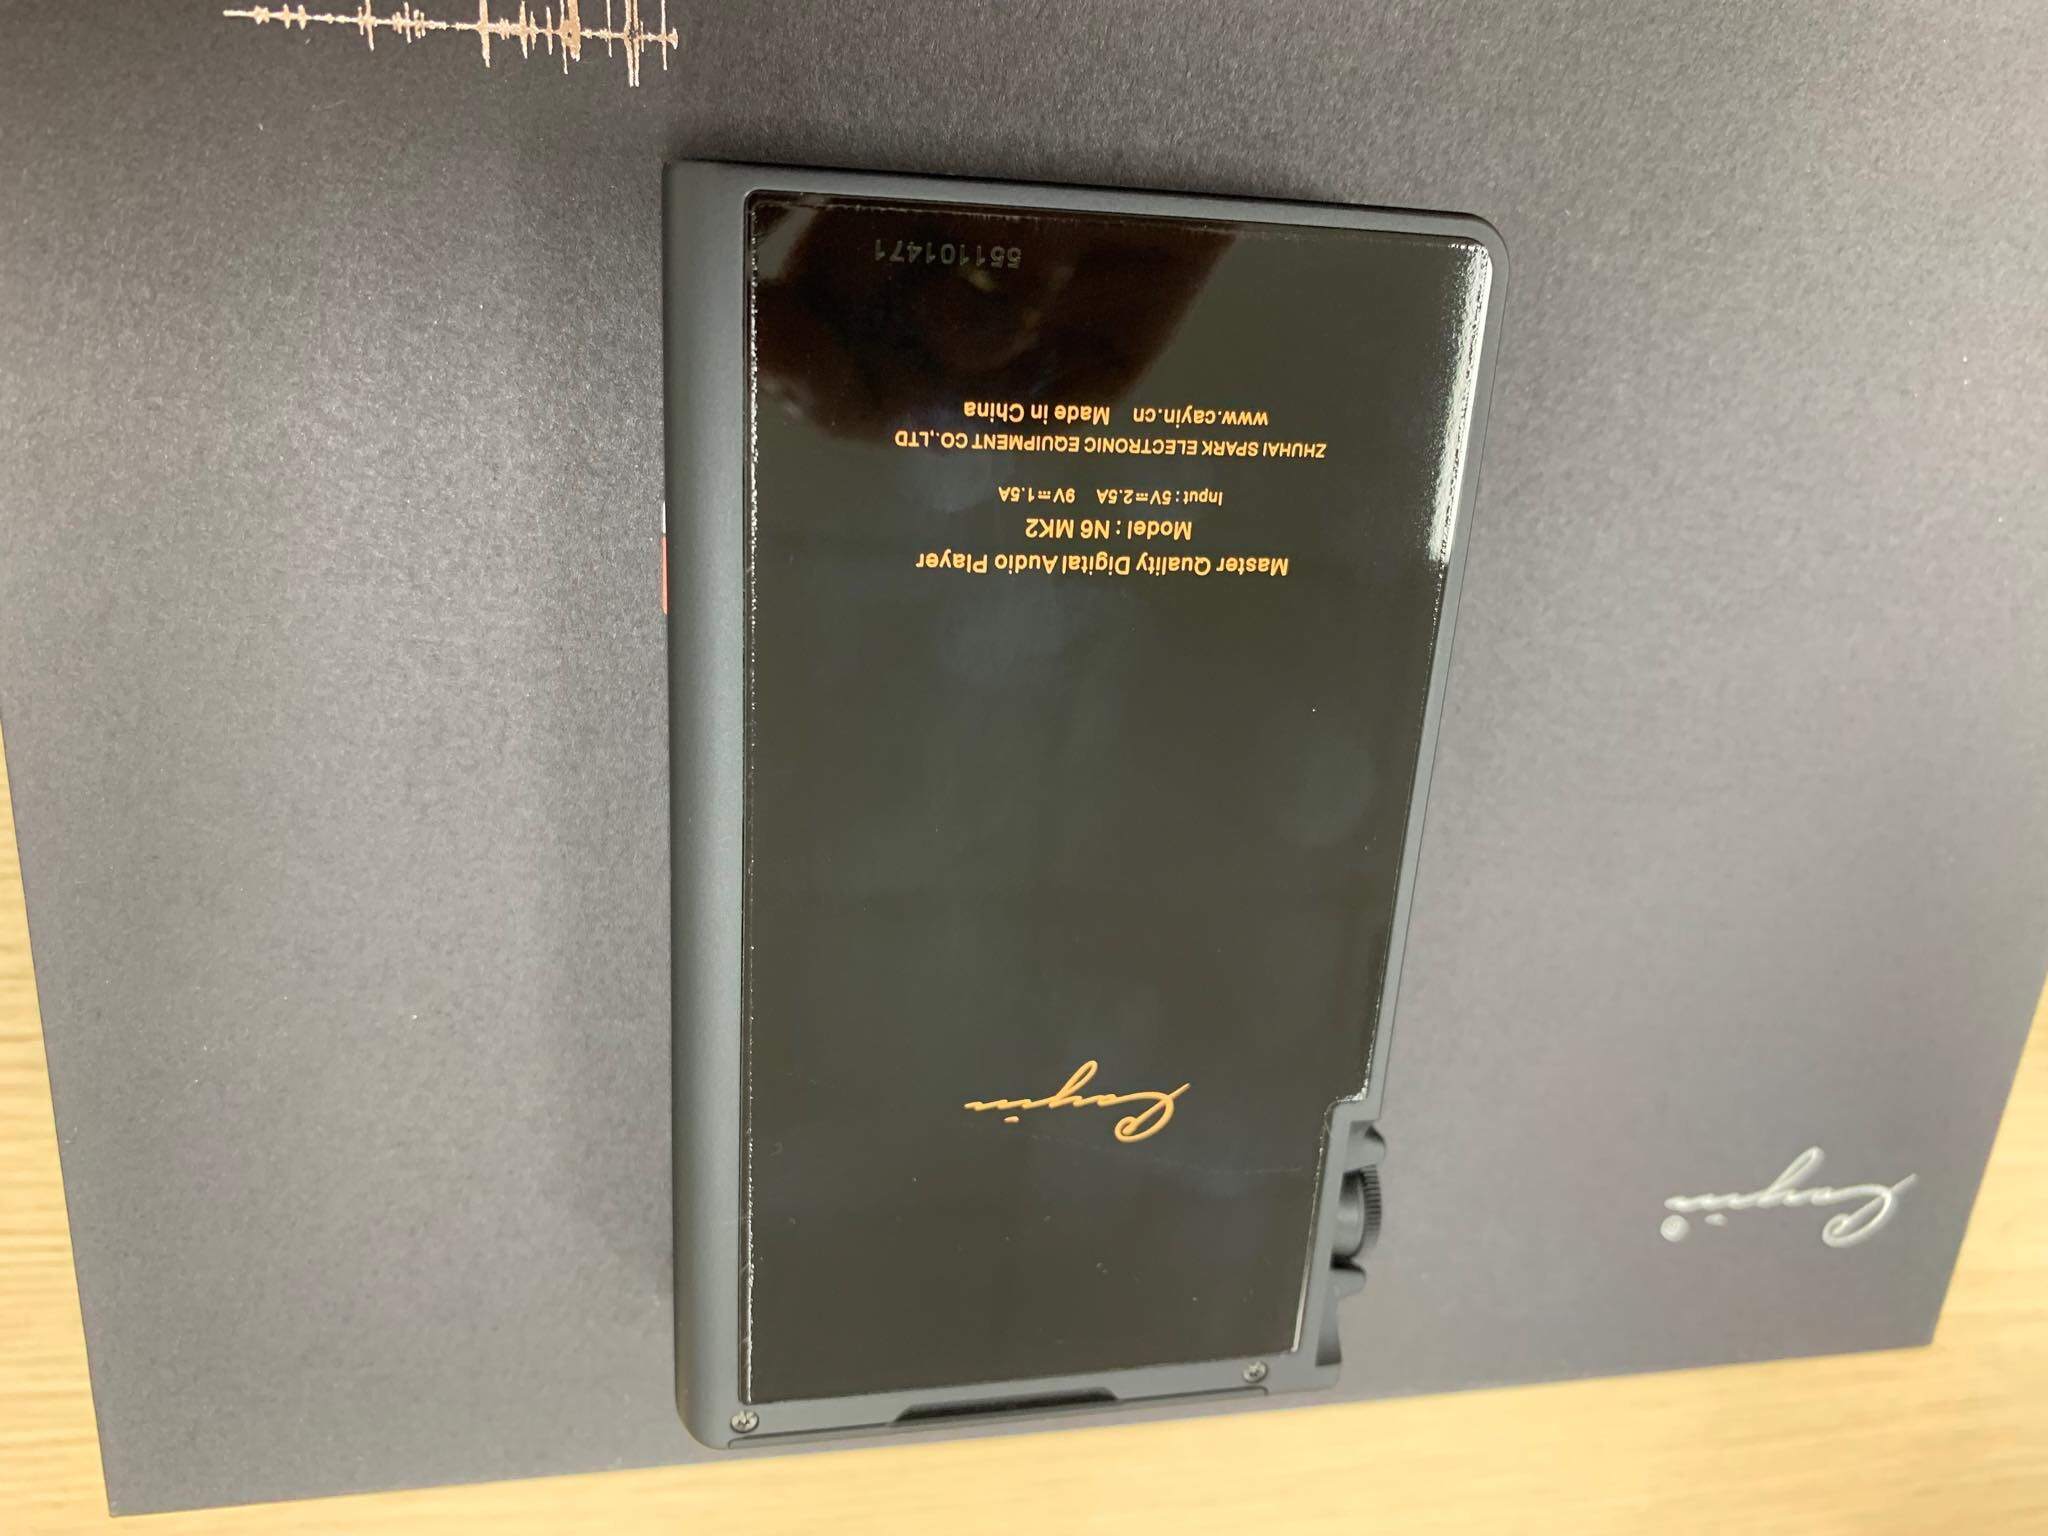 Cayin
Master Quality Digital Audio Player
Model : N6 MK2
Input : 5V⎓2.5A 9V⎓1.5A
ZHUHAI SPARK ELECTRONIC EQUIPMENT CO.,LTD
www.cayin.cn Made in China
551101471
Cayin®